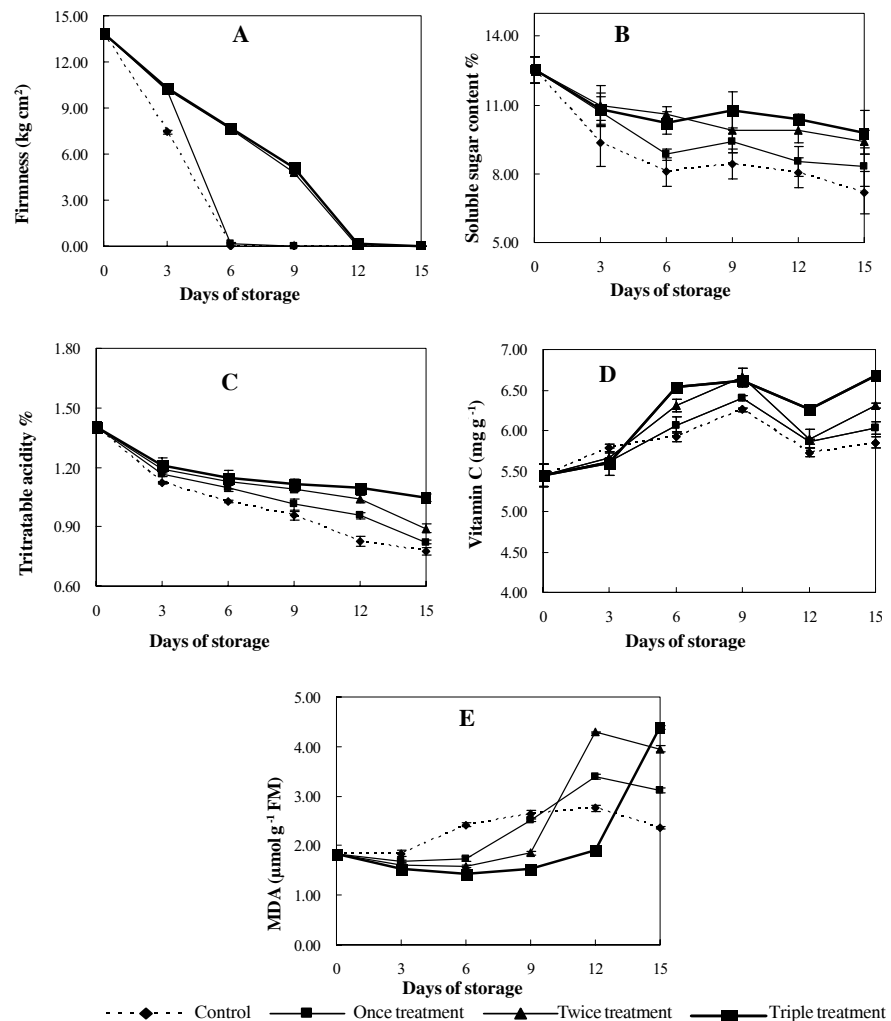 A
Firmness (kg cm²)
15.00
12.00
9.00
6.00
3.00
0.00
0 3 6 9 12 15
Days of storage
B
Soluble sugar content %
15.00
11.00
8.00
5.00
0 3 6 9 12 15
Days of storage
C
Tritratable acidity %
1.80
1.50
1.20
0.90
0.60
0 3 6 9 12 15
Days of storage
D
Vitamin C (mg g⁻¹)
7.00
6.50
6.00
5.50
5.00
4.50
4.00
0 3 6 9 12 15
Days of storage
E
MDA (μmol g⁻¹ FM)
5.00
4.00
3.00
2.00
1.00
0.00
0 3 6 9 12 15
Days of storage
Control Once treatment Twice treatment Triple treatment